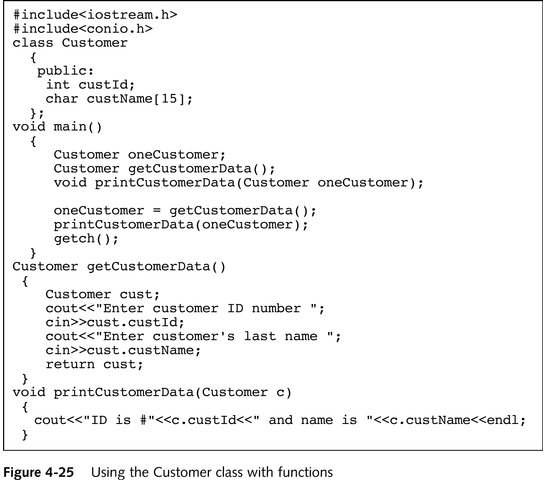 #include<iostream.h>
#include<conio.h>
class Customer
{
public:
int custId;
char custName[15];
};
void main()
{
Customer oneCustomer;
Customer getCustomerData();
void printCustomerData(Customer oneCustomer);
oneCustomer = getCustomerData();
printCustomerData(oneCustomer);
getch();
}
Customer getCustomerData()
{
Customer cust;
cout<<"Enter customer ID number ";
cin>>cust.custId;
cout<<"Enter customer's last name ";
cin>>cust.custName;
return cust;
}
void printCustomerData(Customer c)
{
cout<<"ID is #"<<c.custId<<" and name is "<<c.custName<<endl;
}
Figure 4-25 Using the Customer class with functions